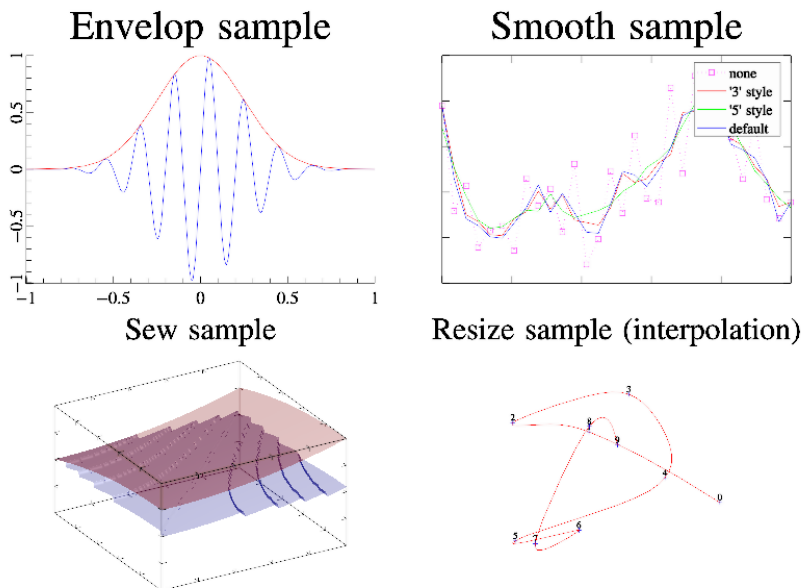 Envelop sample
Smooth sample
1
0.5
0
−0.5
−1
−1 −0.5 0 0.5 1
none
'3' style
'5' style
default
Sew sample
Resize sample (interpolation)
3
2
8
9
4
0
6
5
7